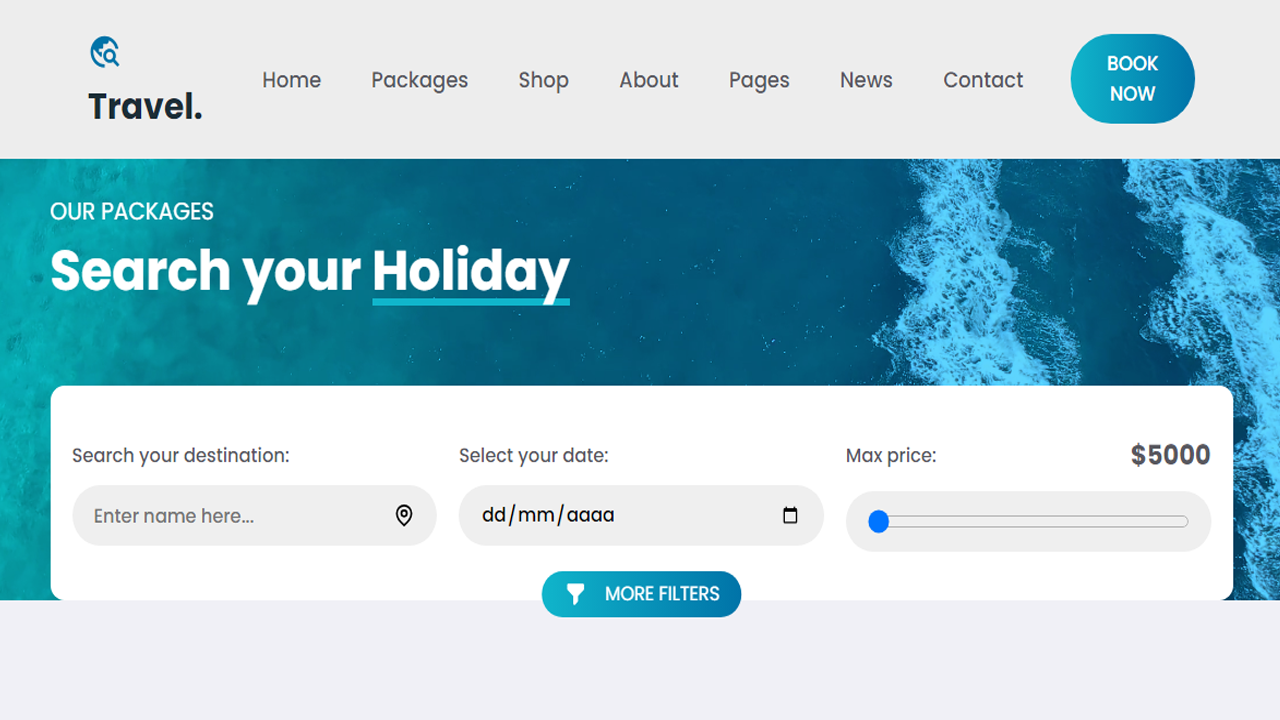 Travel.
Home Packages Shop About Pages News Contact
BOOK
NOW
OUR PACKAGES
Search your Holiday
Search your destination: Select your date: Max price: $5000
Enter name here... dd/mm/aaaa
MORE FILTERS